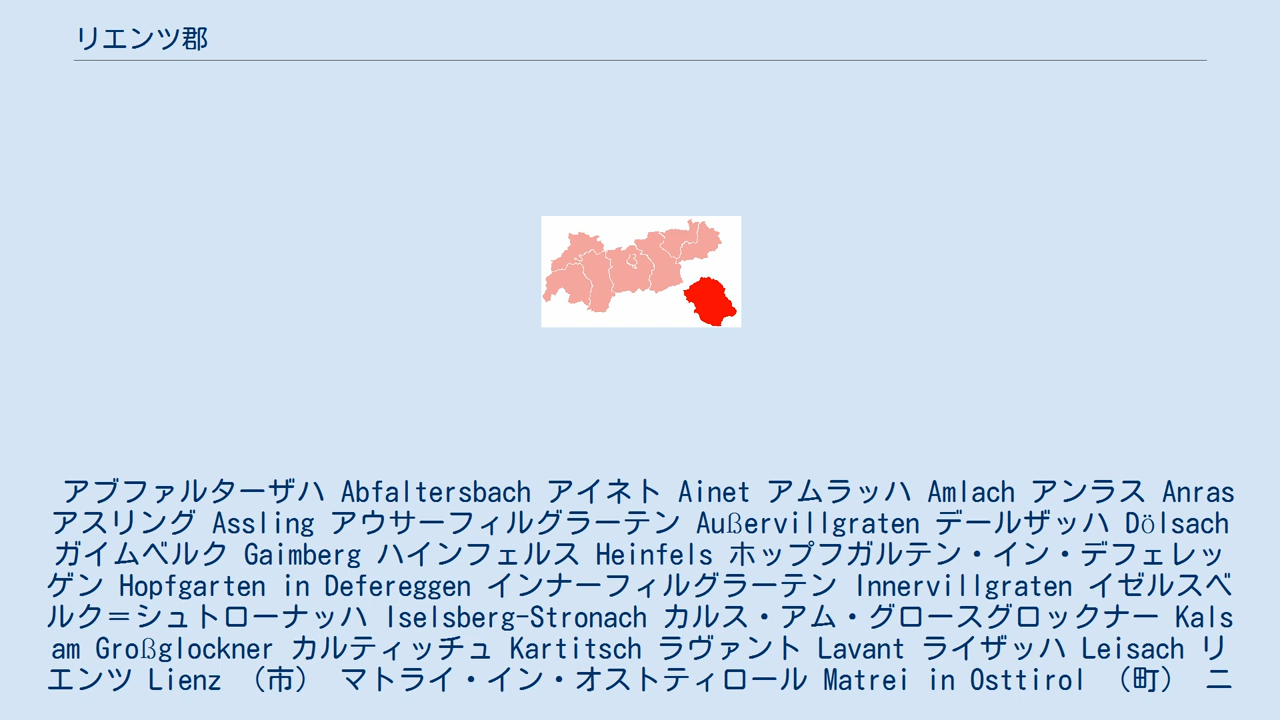 リエンツ郡
アブファルターザハ Abfaltersbach アイネト Ainet アムラッハ Amlach アンラス Anras
アスリング Assling アウサーフィルグラーテン Außervillgraten デールザッハ Dölsach
ガイムベルク Gaimberg ハインフェルス Heinfels ホップフガルテン・イン・デフェレッ
ゲン Hopfgarten in Defereggen インナーフィルグラーテン Innervillgraten イゼルスベ
ルク＝シュトローナッハ Iselsberg-Stronach カルス・アム・グロースグロックナー Kals
am Großglockner カルティッチュ Kartitsch ラヴァント Lavant ライザッハ Leisach リ
エンツ Lienz （市） マトライ・イン・オストティロール Matrei in Osttirol （町） ニ